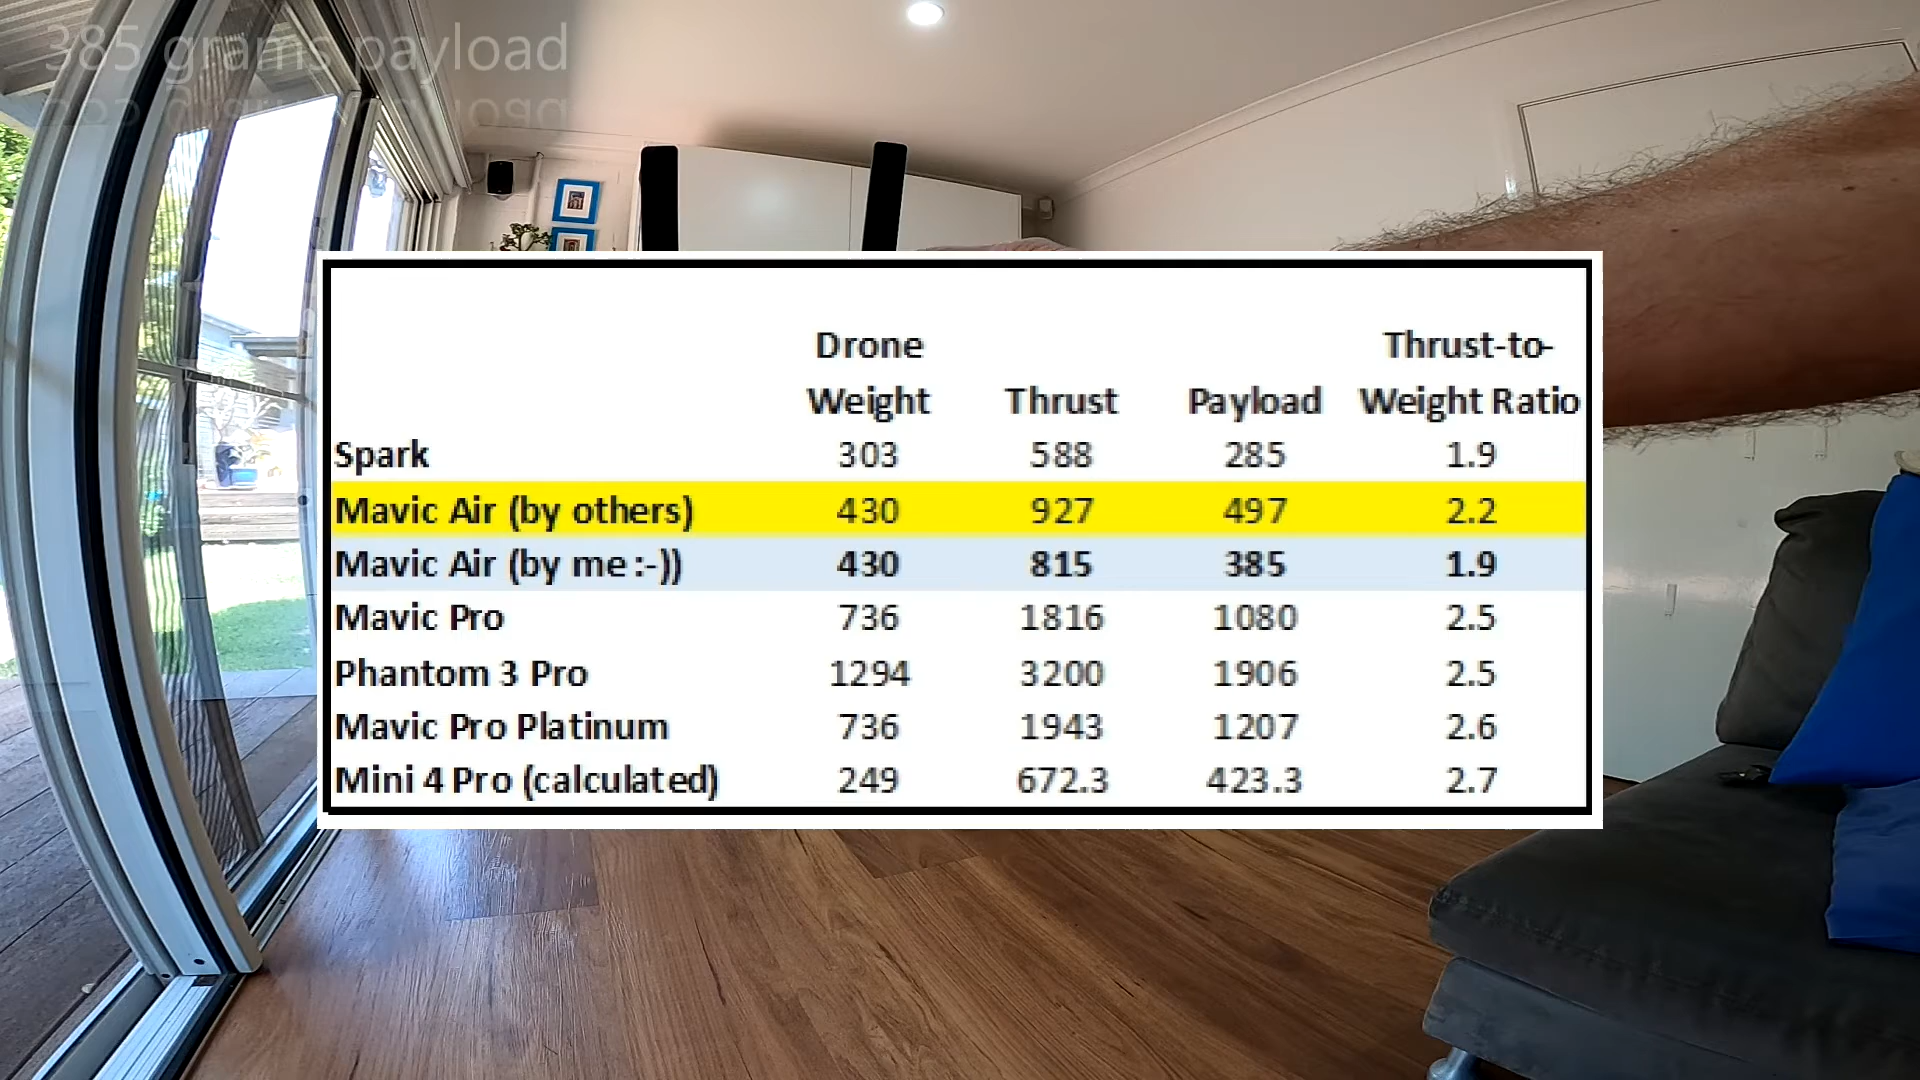 385 grams payload
Drone Weight Thrust Payload Thrust-to-Weight Ratio
Spark 303 588 285 1.9
Mavic Air (by others) 430 927 497 2.2
Mavic Air (by me :-)) 430 815 385 1.9
Mavic Pro 736 1816 1080 2.5
Phantom 3 Pro 1294 3200 1906 2.5
Mavic Pro Platinum 736 1943 1207 2.6
Mini 4 Pro (calculated) 249 672.3 423.3 2.7